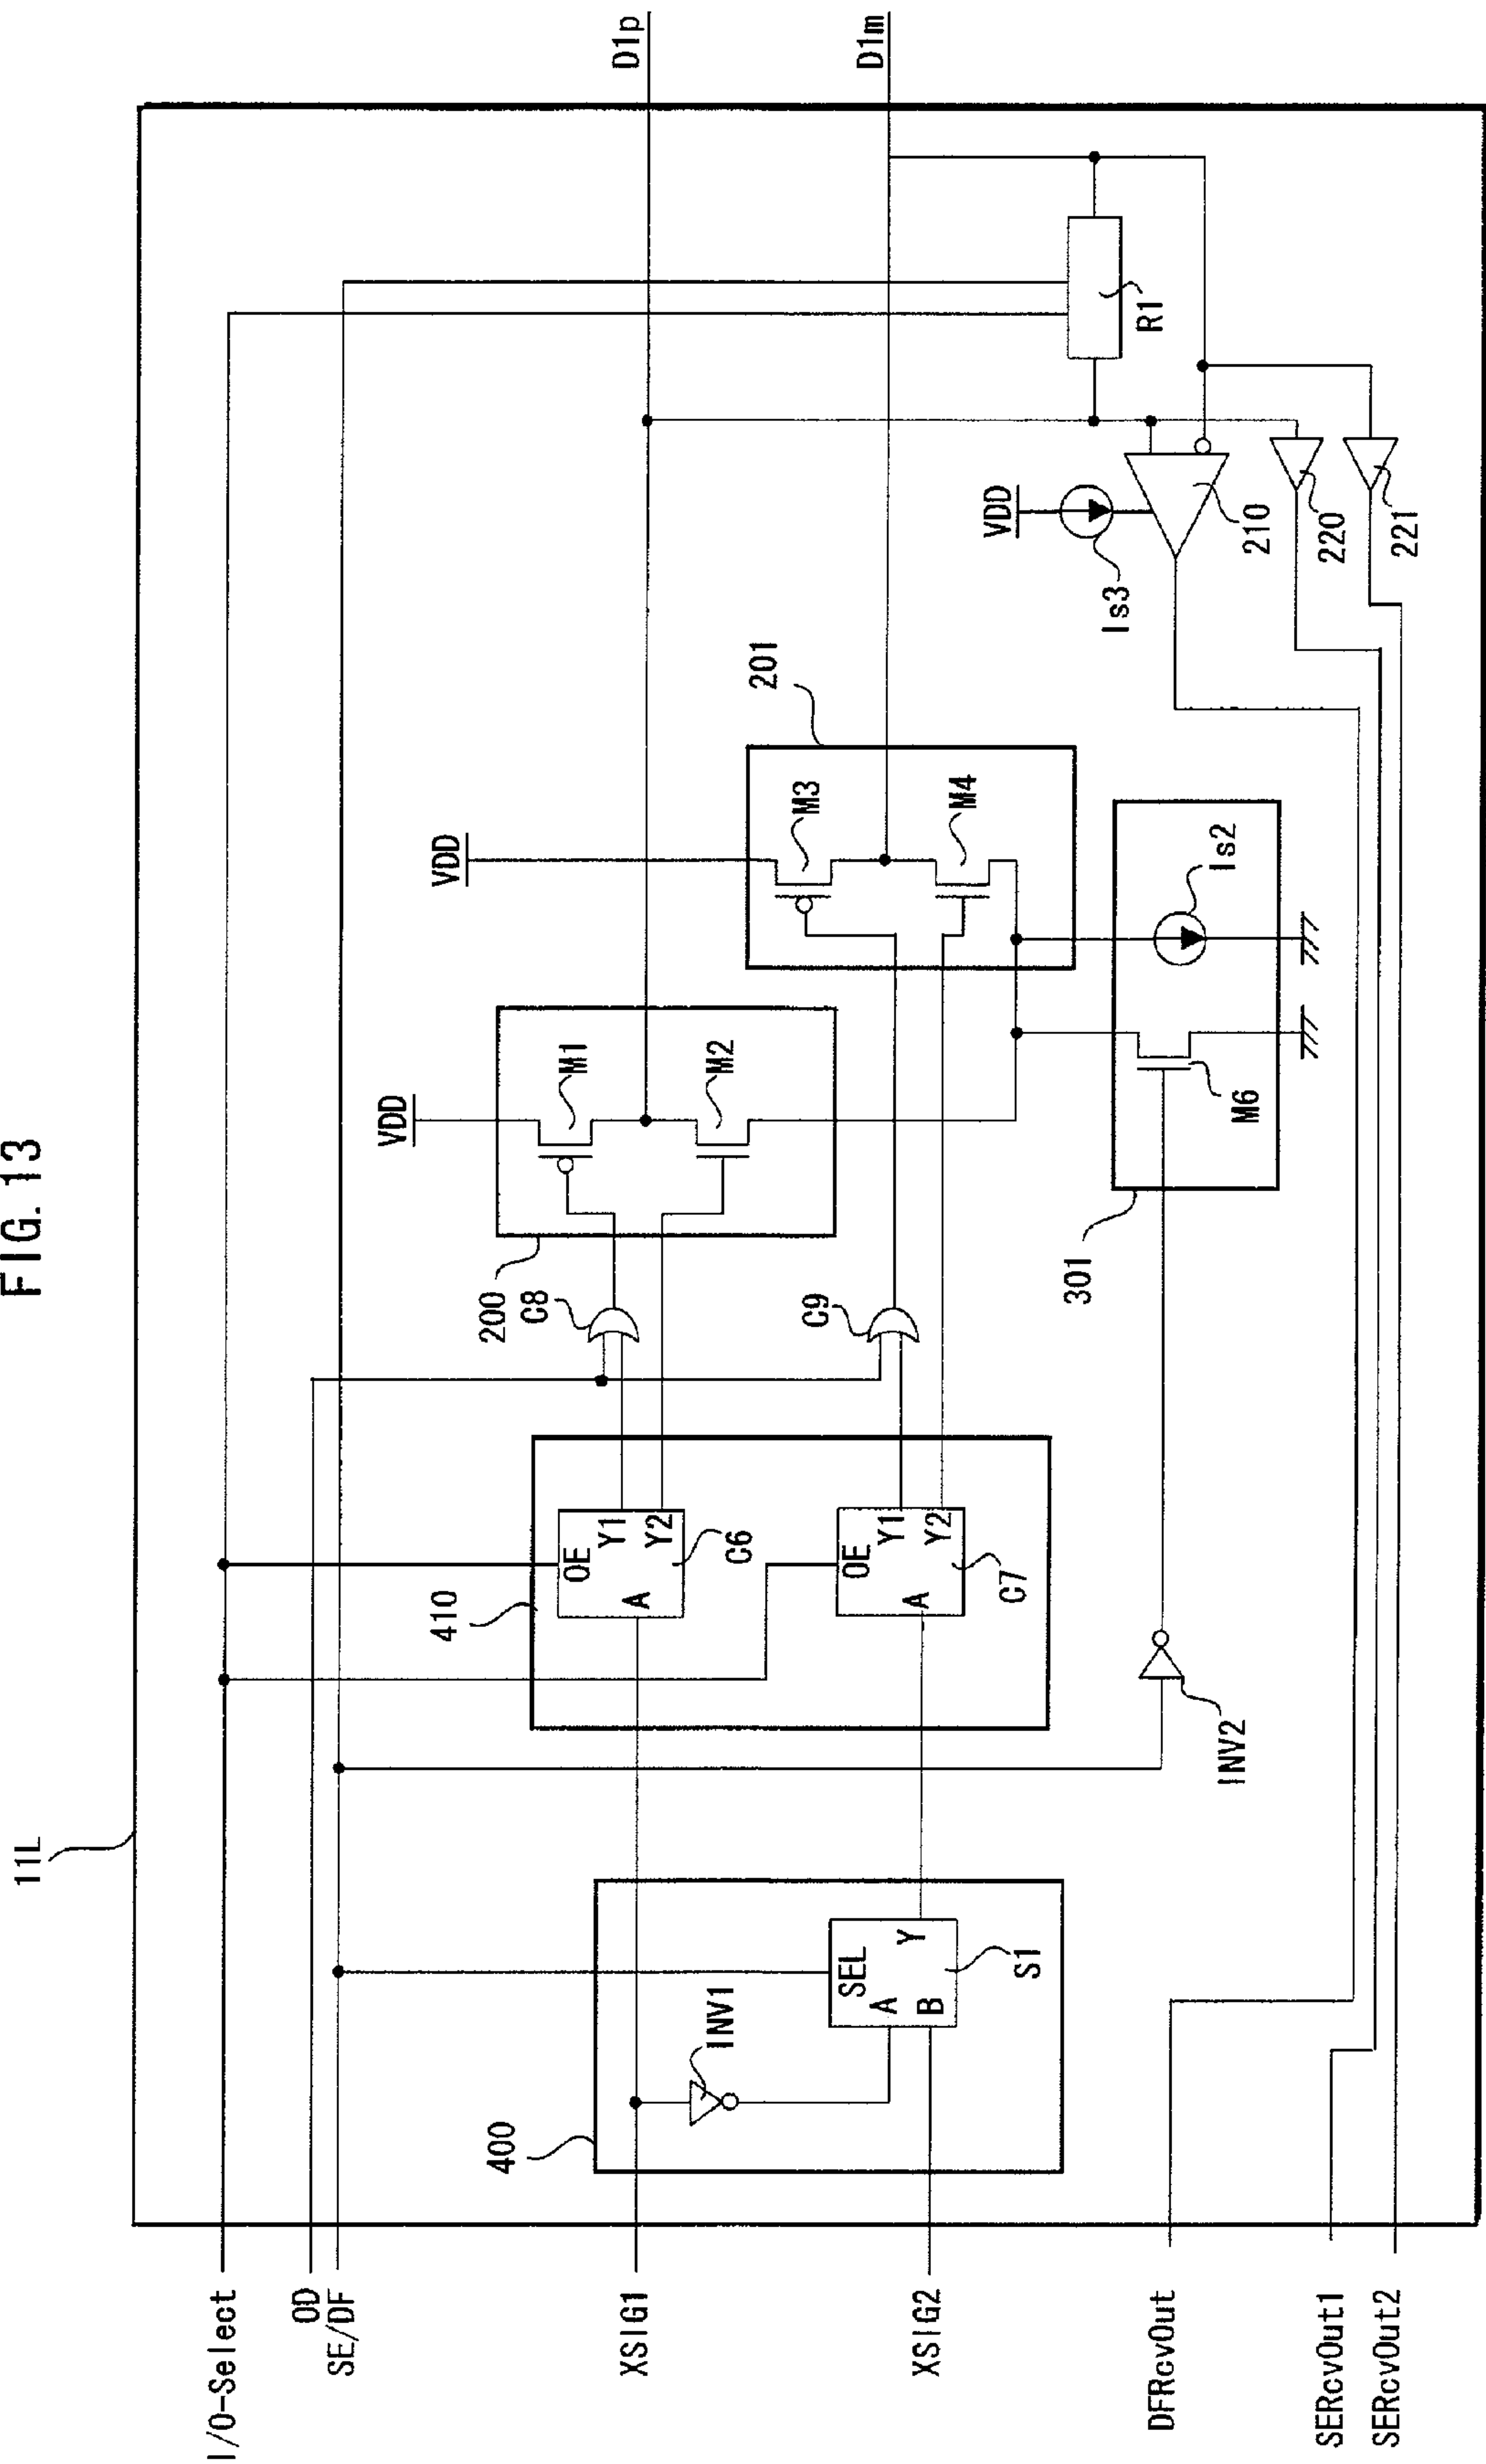 FIG. 13
11L
I/O-Select
OD
SE/DF
XSIG1
XSIG2
DFRcvOut
SERcvOut1
SERcvOut2
400
INV1
SEL
A
B
Y
S1
410
OE
A
Y1
Y2
C6
OE
A
Y1
Y2
C7
INV2
200
C8
C9
VDD
M1
M2
201
VDD
M3
M4
301
M6
Is2
VDD
Is3
210
220
221
R1
D1p
D1m